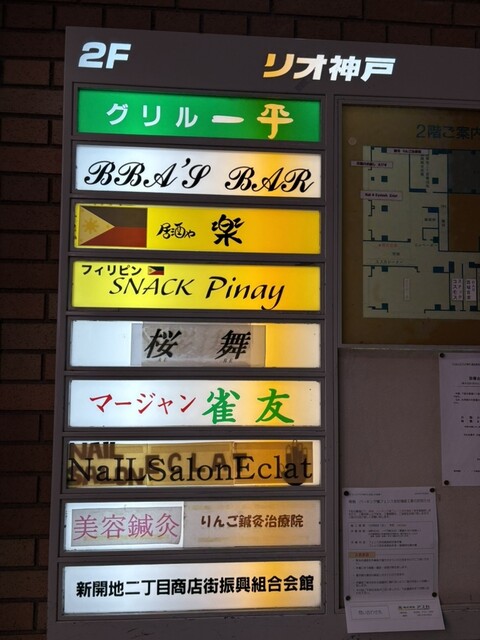 2F
リオ神戸
グリル一平
BBA'S BAR
居酒や 楽
フィリピン
SNACK Pinay
桜舞
マージャン 雀友
NaiLSalonEclat
美容鍼灸 りんご鍼灸治療院
新開地二丁目商店街振興組合会館
2階ご案内